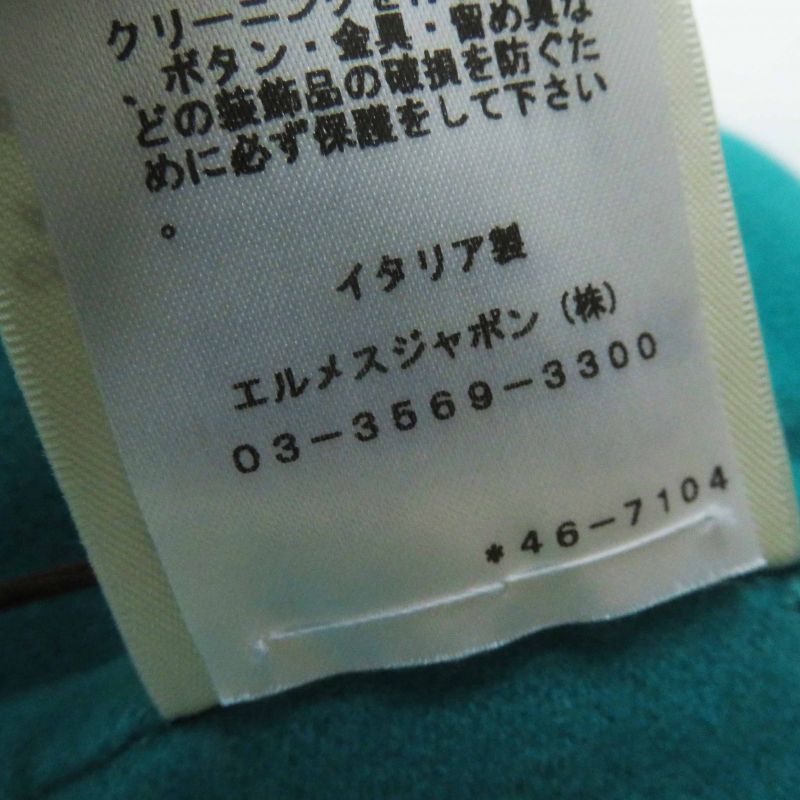 クリーニングを
、ボタン・金具・留め具な
どの装飾品の破損を防ぐた
めに必ず保護をして下さい
。
イタリア製
エルメスジャポン(株)
03-3569-3300
*46-7104